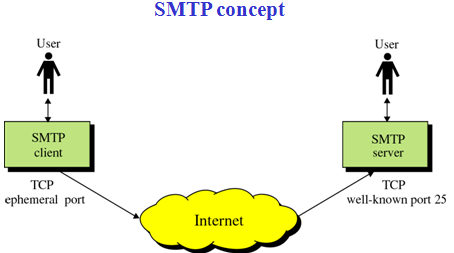 SMTP concept
User
User
SMTP
client
SMTP
server
TCP
ephemeral port
TCP
well-known port 25
Internet